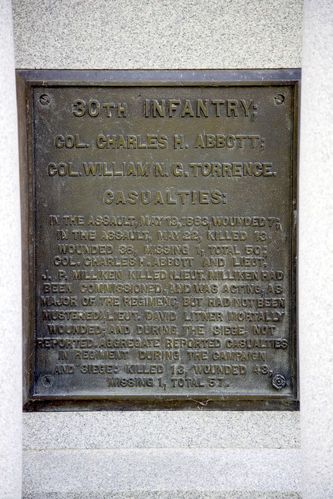 30TH INFANTRY;
COL. CHARLES H. ABBOTT;
COL. WILLIAM N. G. TORRENCE.
CASUALTIES:
IN THE ASSAULT, MAY 19, 1863, WOUNDED 7;
IN THE ASSAULT, MAY 22, KILLED 13,
WOUNDED 36, MISSING 1, TOTAL 50;
COL. CHARLES H. ABBOTT AND LIEUT.
J. P. MILLIKEN KILLED. LIEUT. MILLIKEN HAD
BEEN COMMISSIONED, AND WAS ACTING, AS
MAJOR OF THE REGIMENT, BUT HAD NOT BEEN
MUSTERED. LIEUT. DAVID LITNER MORTALLY
WOUNDED; AND DURING THE SIEGE, NOT
REPORTED. AGGREGATE REPORTED CASUALTIES
IN REGIMENT DURING THE CAMPAIGN
AND SIEGE: KILLED 13, WOUNDED 43,
MISSING 1, TOTAL 57.